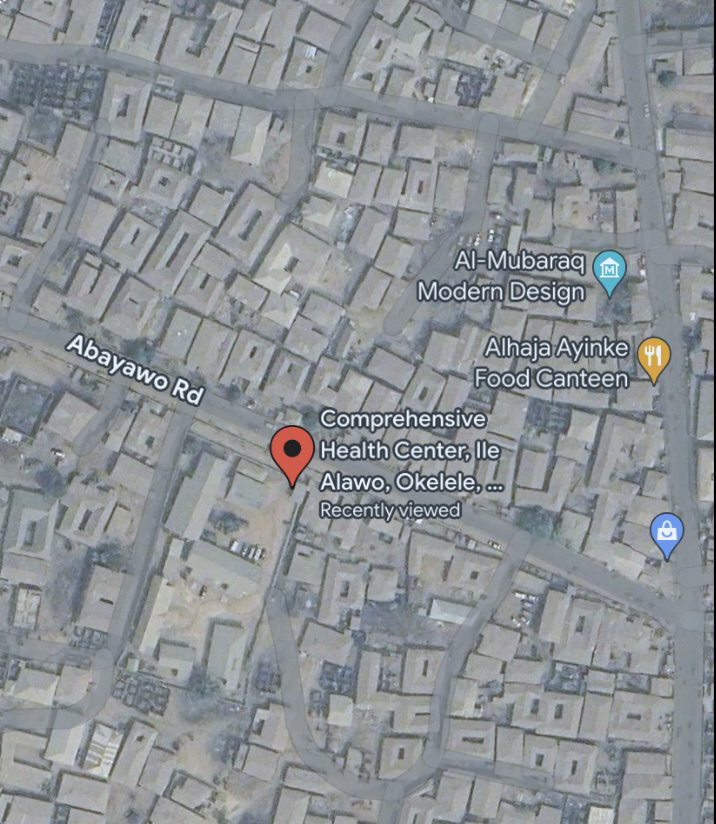 Al-Mubaraq
Modern Design
Alhaja Ayinke
Food Canteen
Abayawo Rd
Comprehensive
Health Center, Ile
Alawo, Okelele, ...
Recently viewed